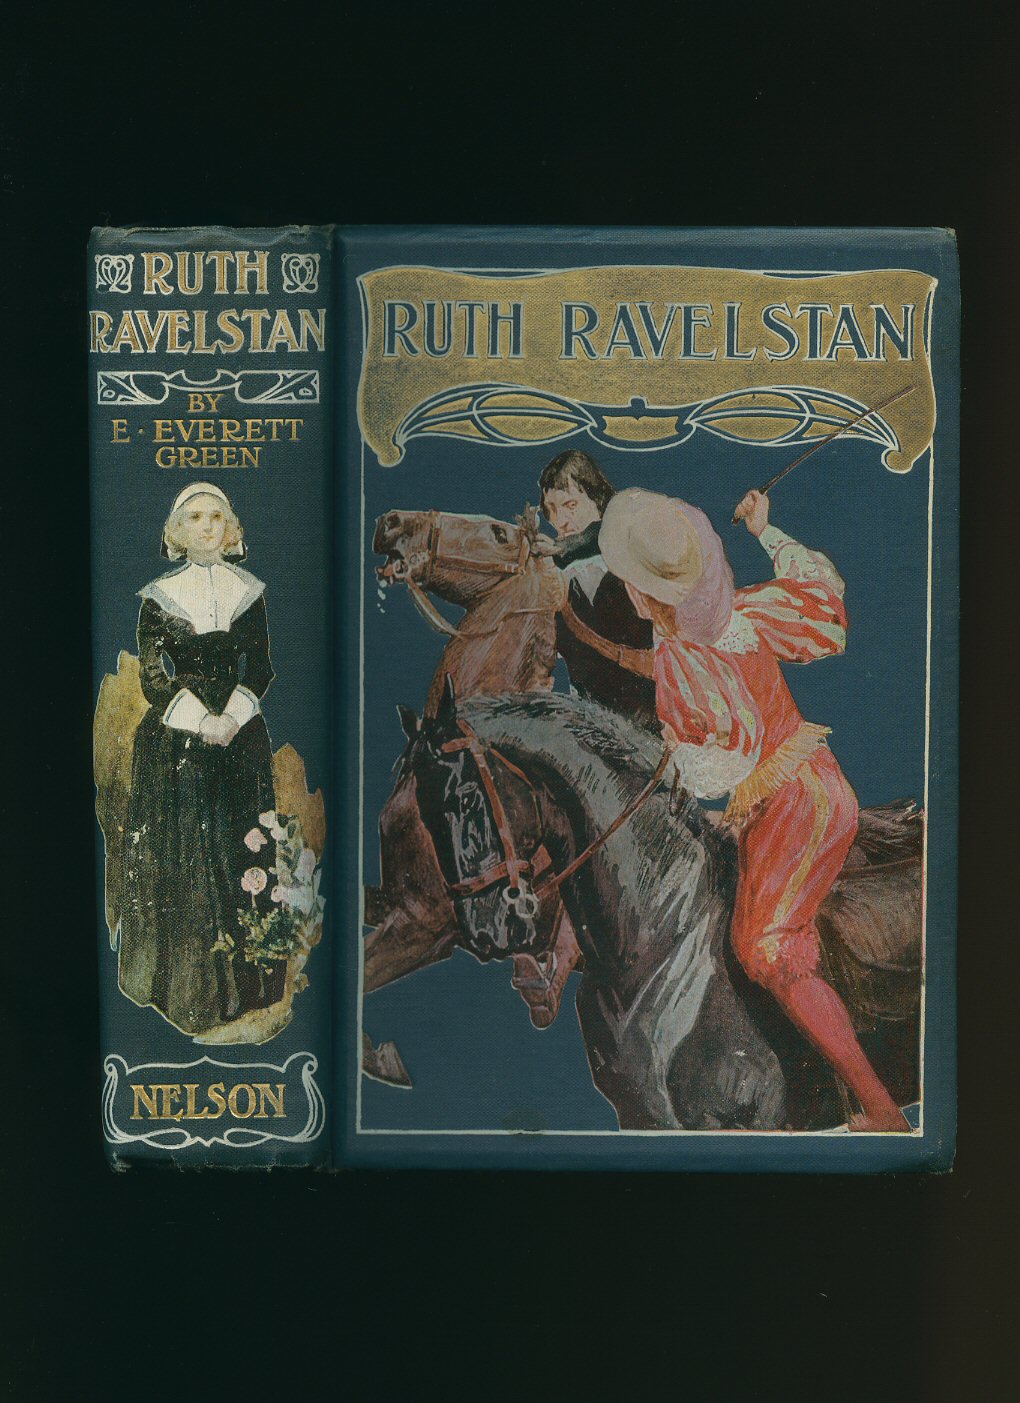 RUTH
RAVELSTAN
BY
E · EVERETT
GREEN
NELSON
RUTH RAVELSTAN